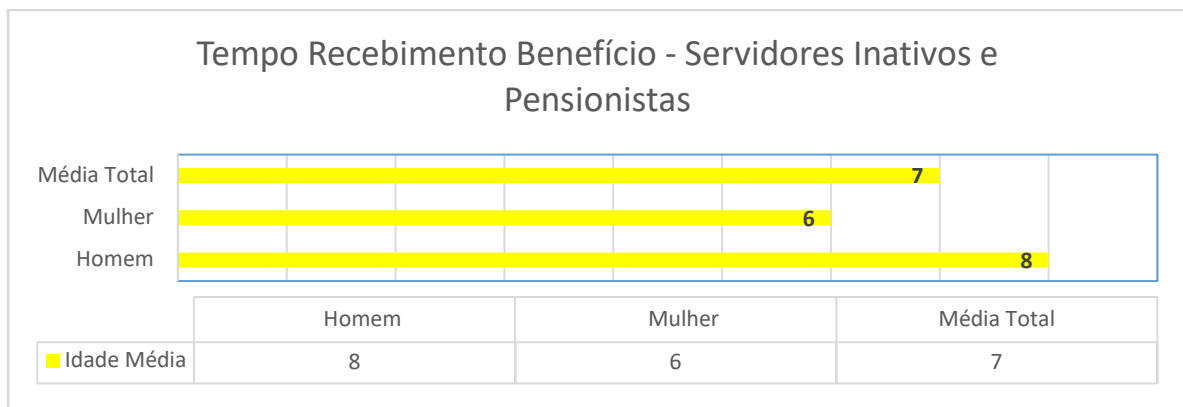 Tempo Recebimento Benefício - Servidores Inativos e
Pensionistas
Média Total 7
Mulher 6
Homem 8
Homem Mulher Média Total
Idade Média 8 6 7